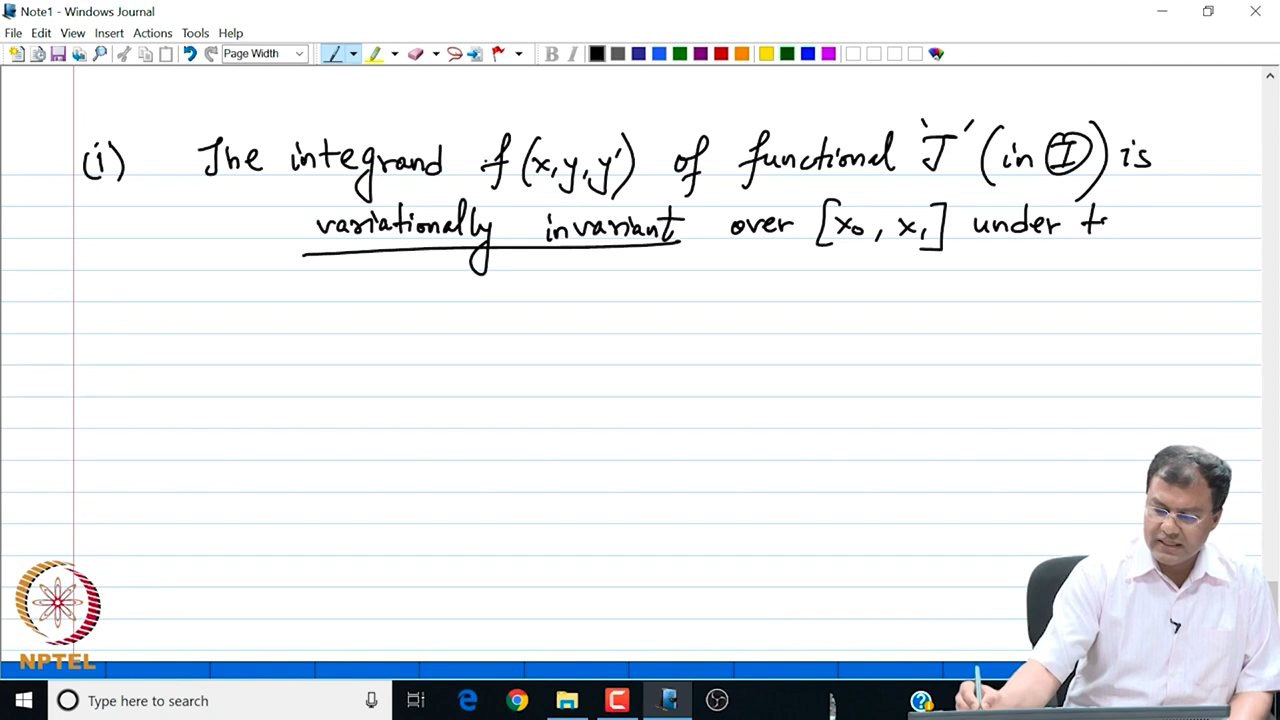 Note1 - Windows Journal
File Edit View Insert Actions Tools Help
Page Width B I
(i) The integrand f(x,y,y') of functional 'J' (in Ⓘ) is
variationally invariant over [x₀, x₁] under t
NPTEL
Type here to search